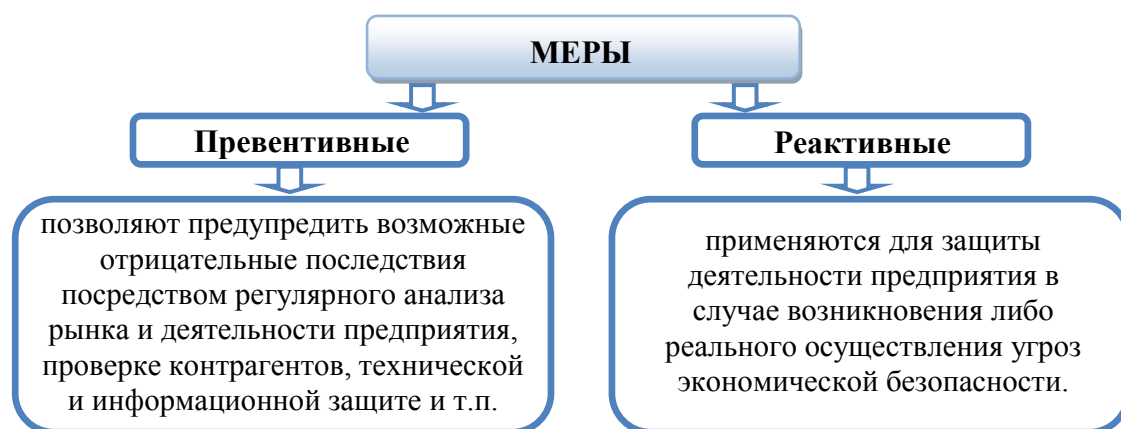 МЕРЫ
Превентивные
Реактивные
позволяют предупредить возможные
отрицательные последствия
посредством регулярного анализа
рынка и деятельности предприятия,
проверке контрагентов, технической
и информационной защите и т.п.
применяются для защиты
деятельности предприятия в
случае возникновения либо
реального осуществления угроз
экономической безопасности.